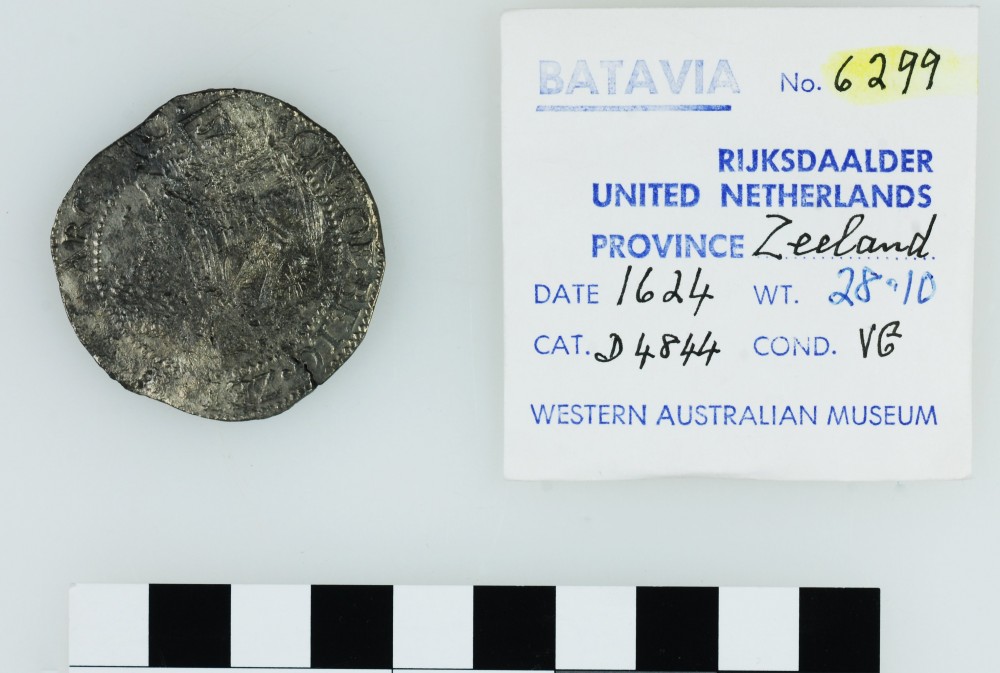 BATAVIA No. 6299
RIJKSDAALDER
UNITED NETHERLANDS
PROVINCE Zeeland
DATE 1624 WT. 28.10
CAT. D4844 COND. VG
WESTERN AUSTRALIAN MUSEUM